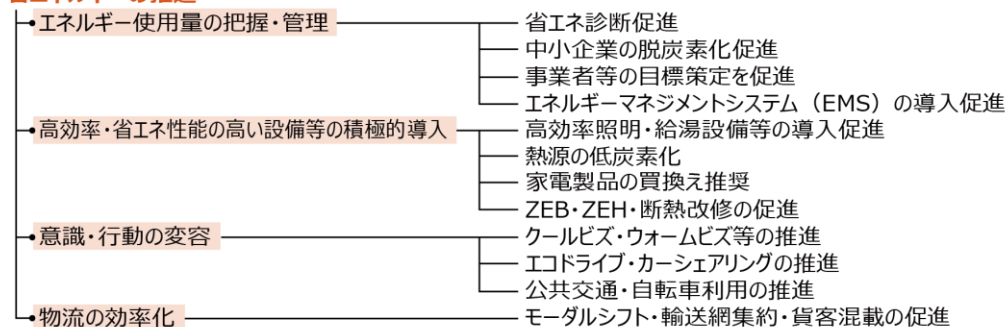 省エネルギーの推進
エネルギー使用量の把握・管理
省エネ診断促進
中小企業の脱炭素化促進
事業者等の目標策定を促進
エネルギーマネジメントシステム（EMS）の導入促進
高効率・省エネ性能の高い設備等の積極的導入
高効率照明・給湯設備等の導入促進
熱源の低炭素化
家電製品の買換え推奨
ZEB・ZEH・断熱改修の促進
意識・行動の変容
クールビズ・ウォームビズ等の推進
エコドライブ・カーシェアリングの推進
公共交通・自転車利用の推進
物流の効率化
モーダルシフト・輸送網集約・貨客混載の促進